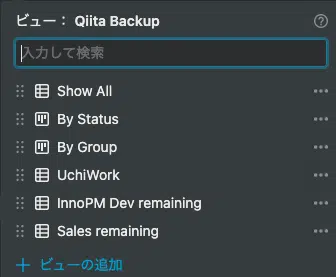 ビュー： Qiita Backup
入力して検索
Show All
By Status
By Group
UchiWork
InnoPM Dev remaining
Sales remaining
ビューの追加